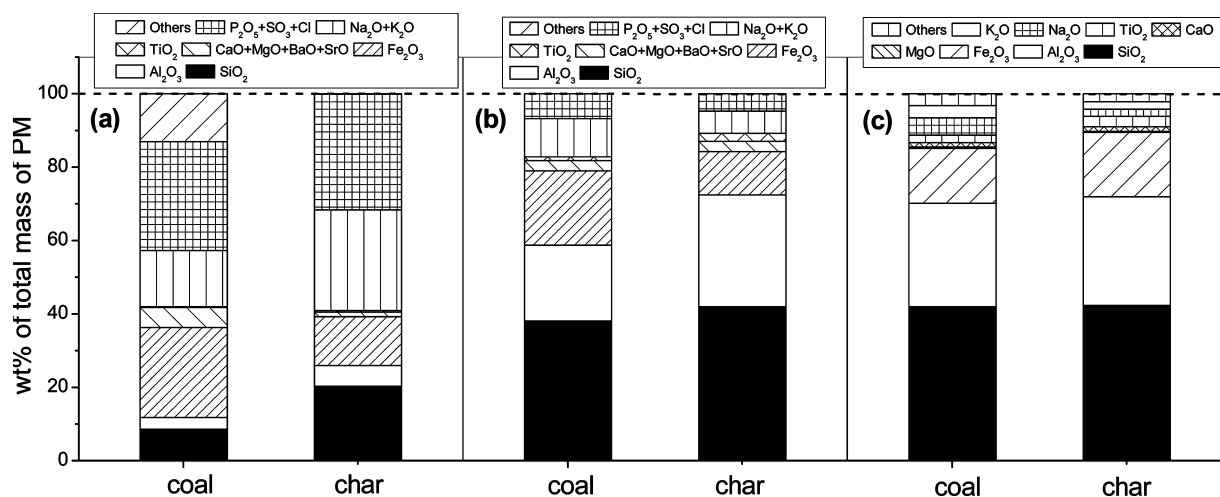 Others P₂O₅+SO₃+Cl Na₂O+K₂O
TiO₂ CaO+MgO+BaO+SrO Fe₂O₃
Al₂O₃ SiO₂
Others P₂O₅+SO₃+Cl Na₂O+K₂O
TiO₂ CaO+MgO+BaO+SrO Fe₂O₃
Al₂O₃ SiO₂
Others K₂O Na₂O TiO₂ CaO
MgO Fe₂O₃ Al₂O₃ SiO₂
wt% of total mass of PM
100
80
60
40
20
0
(a)
(b)
(c)
coal char coal char coal char